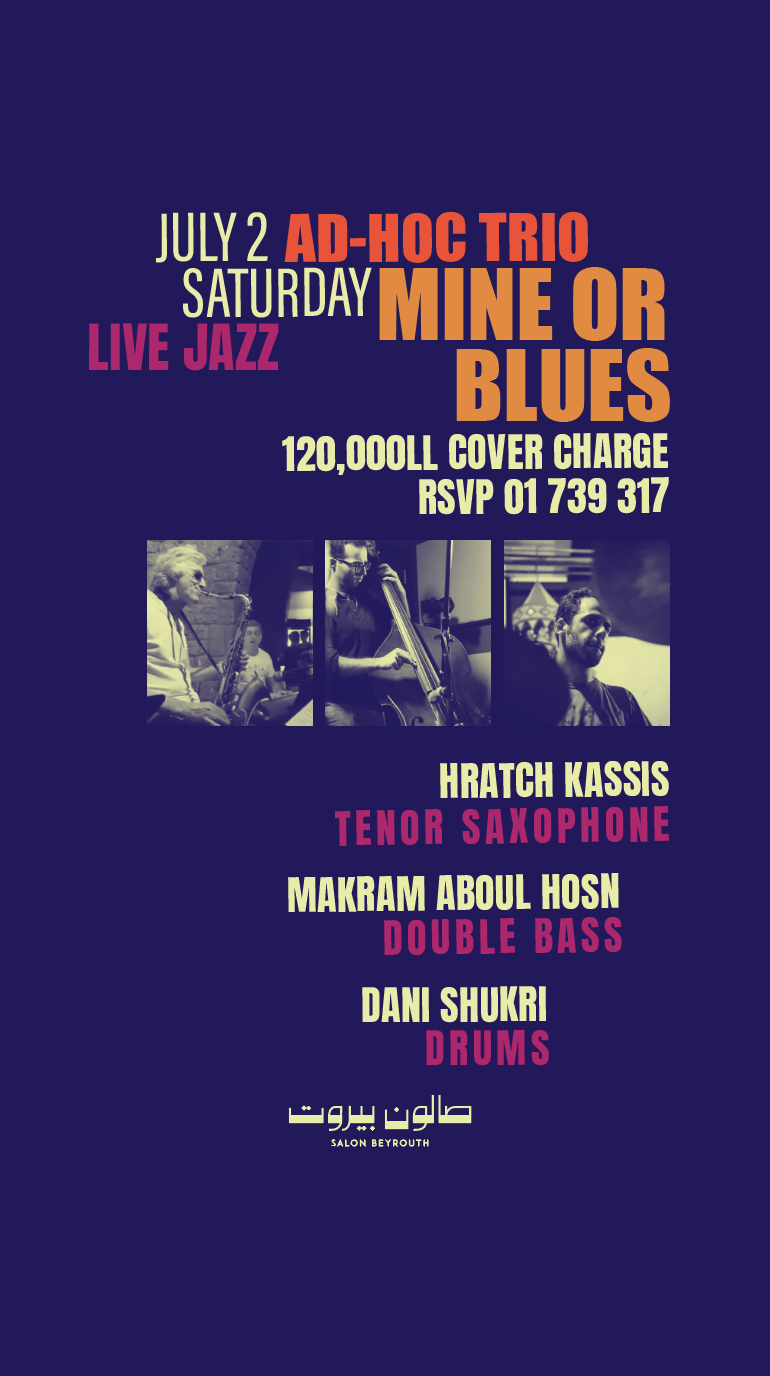 JULY 2 AD-HOC TRIO
SATURDAY MINE OR
LIVE JAZZ BLUES
120,000LL COVER CHARGE
RSVP 01 739 317
HRATCH KASSIS
TENOR SAXOPHONE
MAKRAM ABOUL HOSN
DOUBLE BASS
DANI SHUKRI
DRUMS
صالون بيروت
SALON BEYROUTH